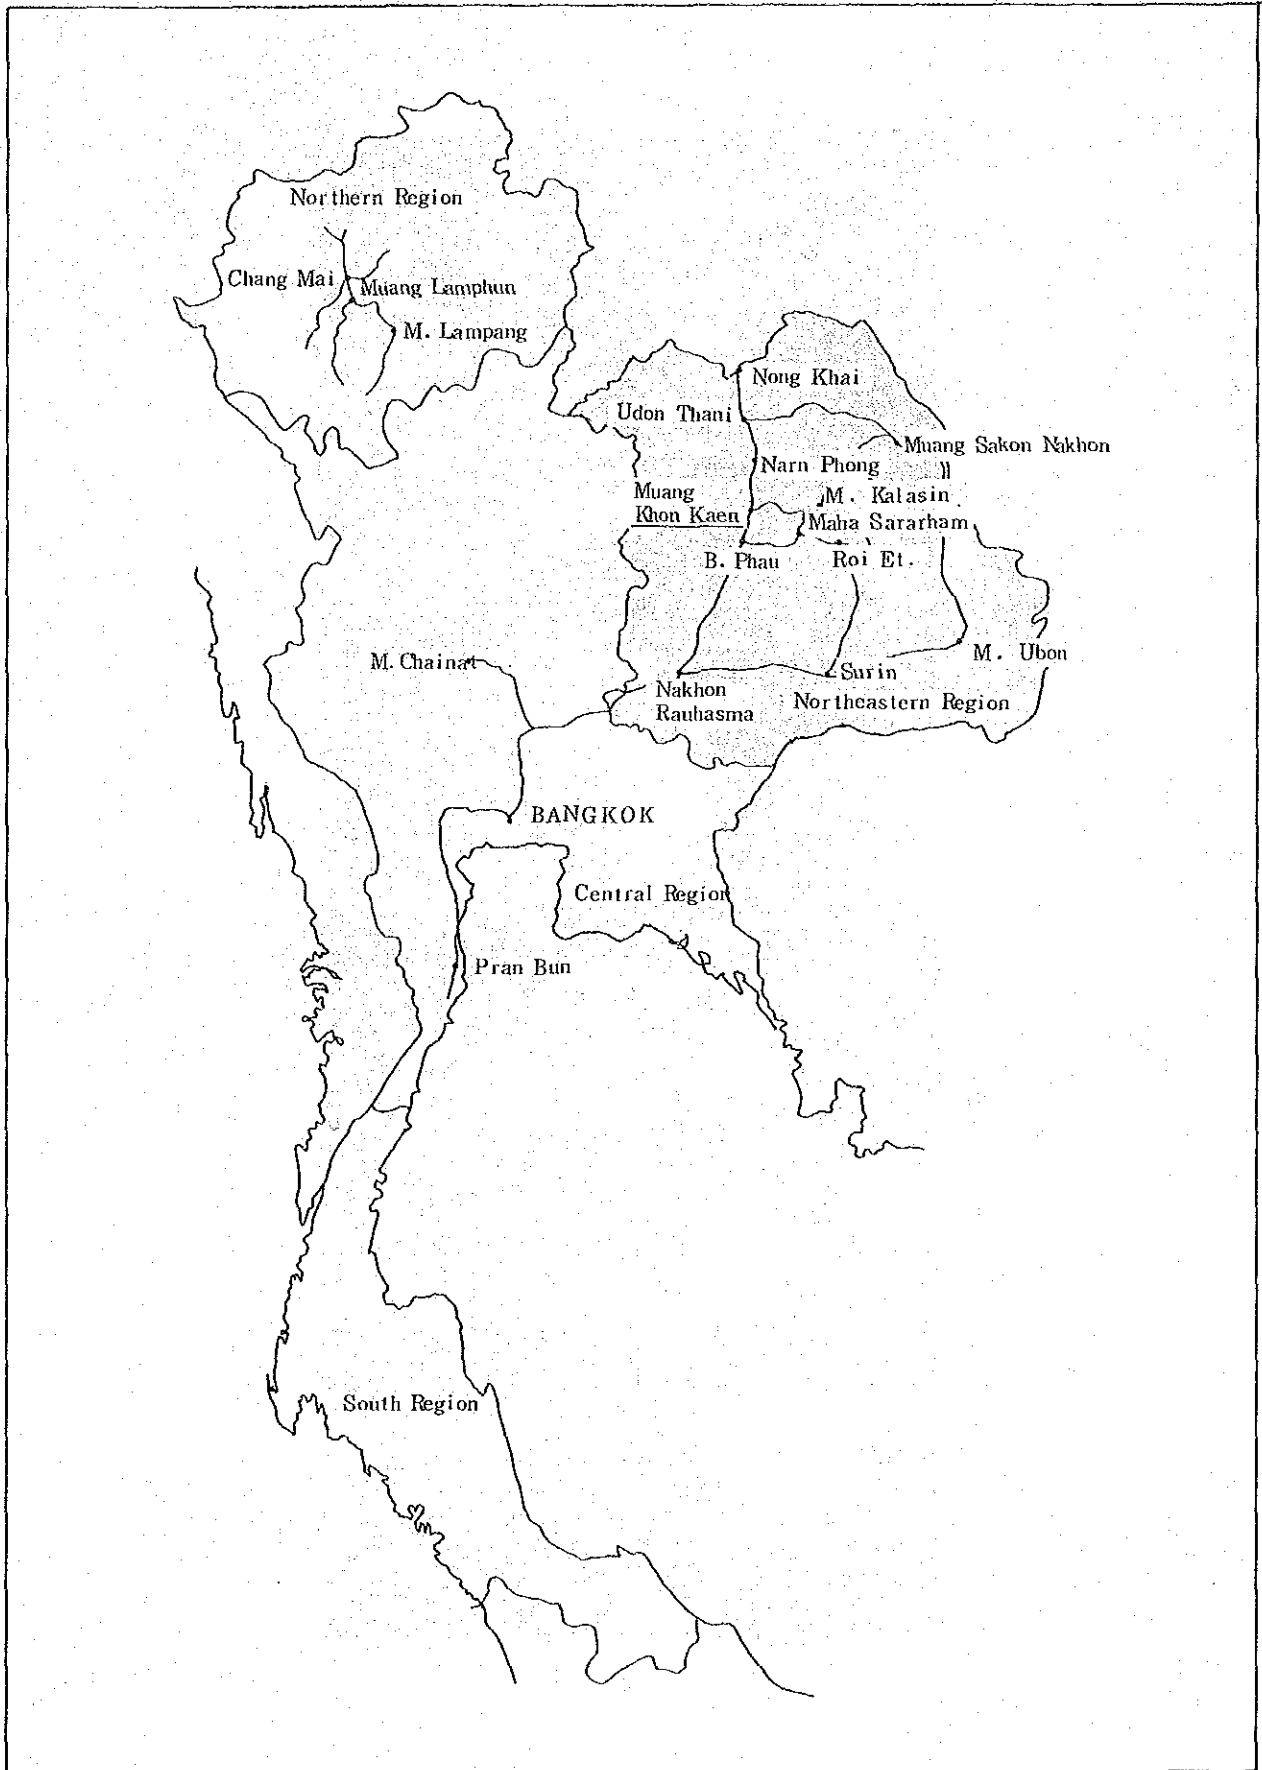 Northern Region
Chang Mai
Muang Lamphun
M. Lampang
Nong Khai
Udon Thani
Muang Sakon Nakhon
Narn Phong
Muang
Khon Kaen
M. Kalasin
Maha Sararham
B. Phau
Roi Et.
M. Chainat
M. Ubon
Surin
Nakhon
Rauhasma
Northeastern Region
BANGKOK
Central Region
Pran Bun
South Region